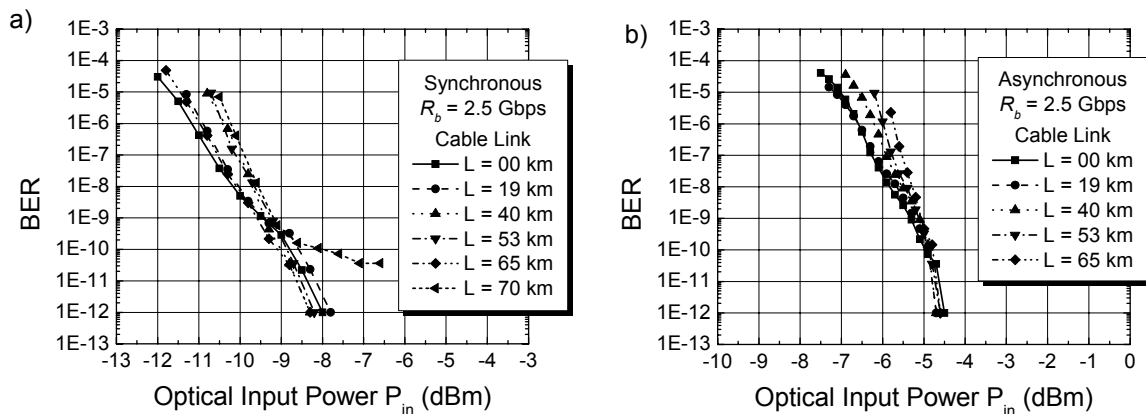 a)
1E-3
1E-4
1E-5
1E-6
1E-7
1E-8
1E-9
1E-10
1E-11
1E-12
1E-13
BER
-13 -12 -11 -10 -9 -8 -7 -6 -5 -4 -3
Optical Input Power Pin (dBm)
Synchronous
Rb = 2.5 Gbps
Cable Link
L = 00 km
L = 19 km
L = 40 km
L = 53 km
L = 65 km
L = 70 km
b)
1E-3
1E-4
1E-5
1E-6
1E-7
1E-8
1E-9
1E-10
1E-11
1E-12
1E-13
BER
-10 -9 -8 -7 -6 -5 -4 -3 -2 -1 0
Optical Input Power Pin (dBm)
Asynchronous
Rb = 2.5 Gbps
Cable Link
L = 00 km
L = 19 km
L = 40 km
L = 53 km
L = 65 km